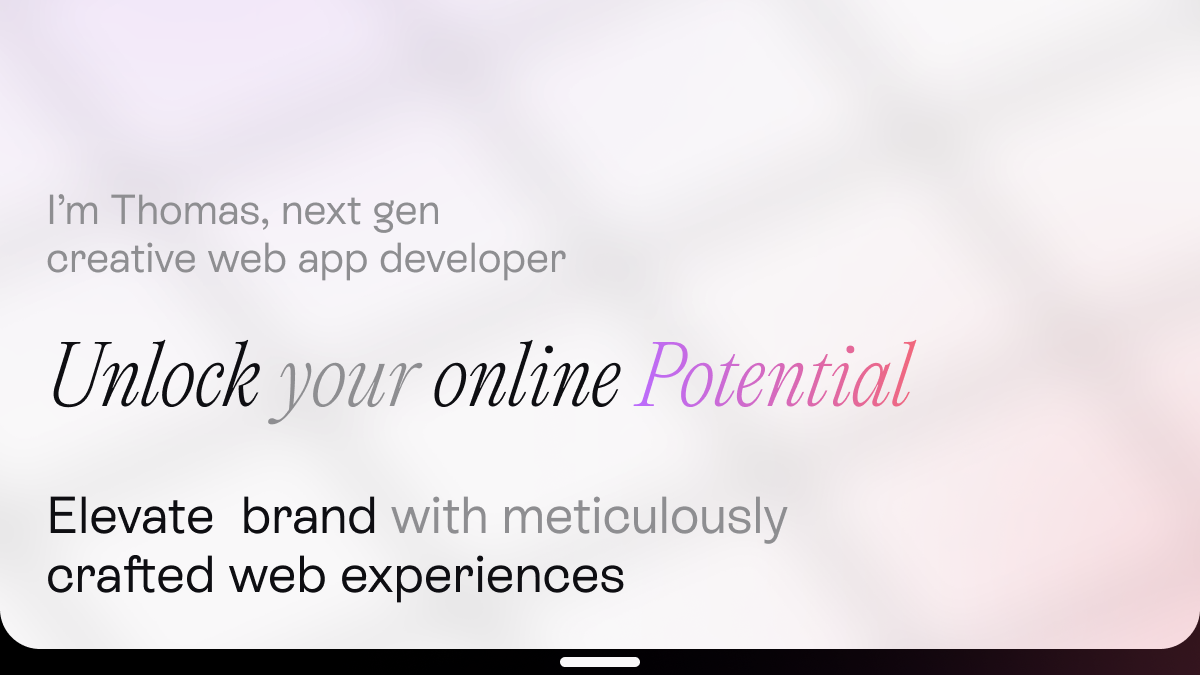 I’m Thomas, next gen
creative web app developer
Unlock your online Potential
Elevate  brand with meticulously
crafted web experiences